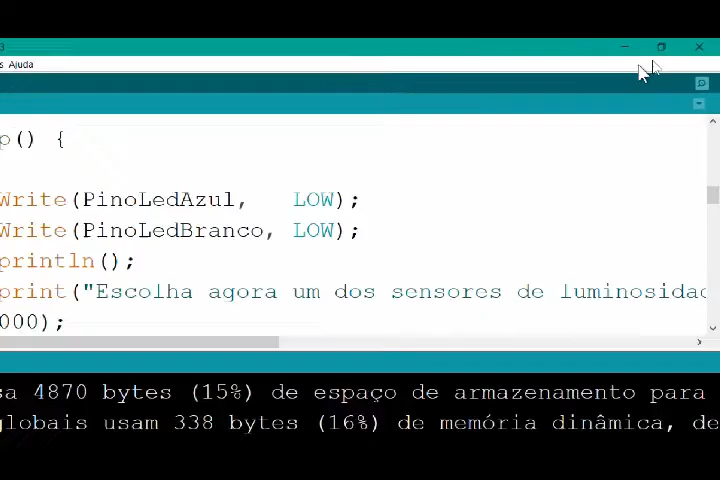 3
s Ajuda
p() {
Write(PinoLedAzul, LOW);
Write(PinoLedBranco, LOW);
println();
print("Escolha agora um dos sensores de luminosidad
000);
sa 4870 bytes (15%) de espaço de armazenamento para
globais usam 338 bytes (16%) de memória dinâmica, de